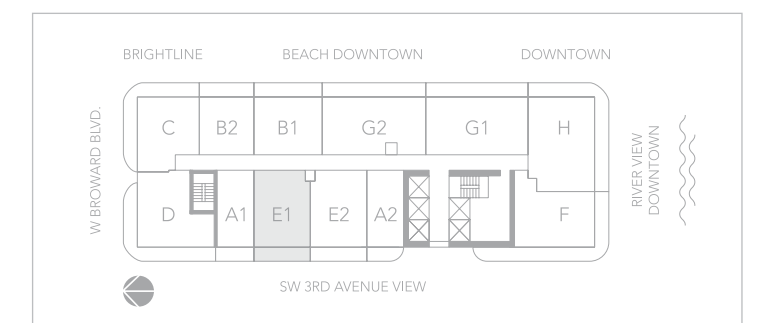 BRIGHTLINE
BEACH DOWNTOWN
DOWNTOWN
W BROWARD BLVD.
C
B2
B1
G2
G1
H
RIVER VIEW
DOWNTOWN
D
A1
E1
E2
A2
F
SW 3RD AVENUE VIEW